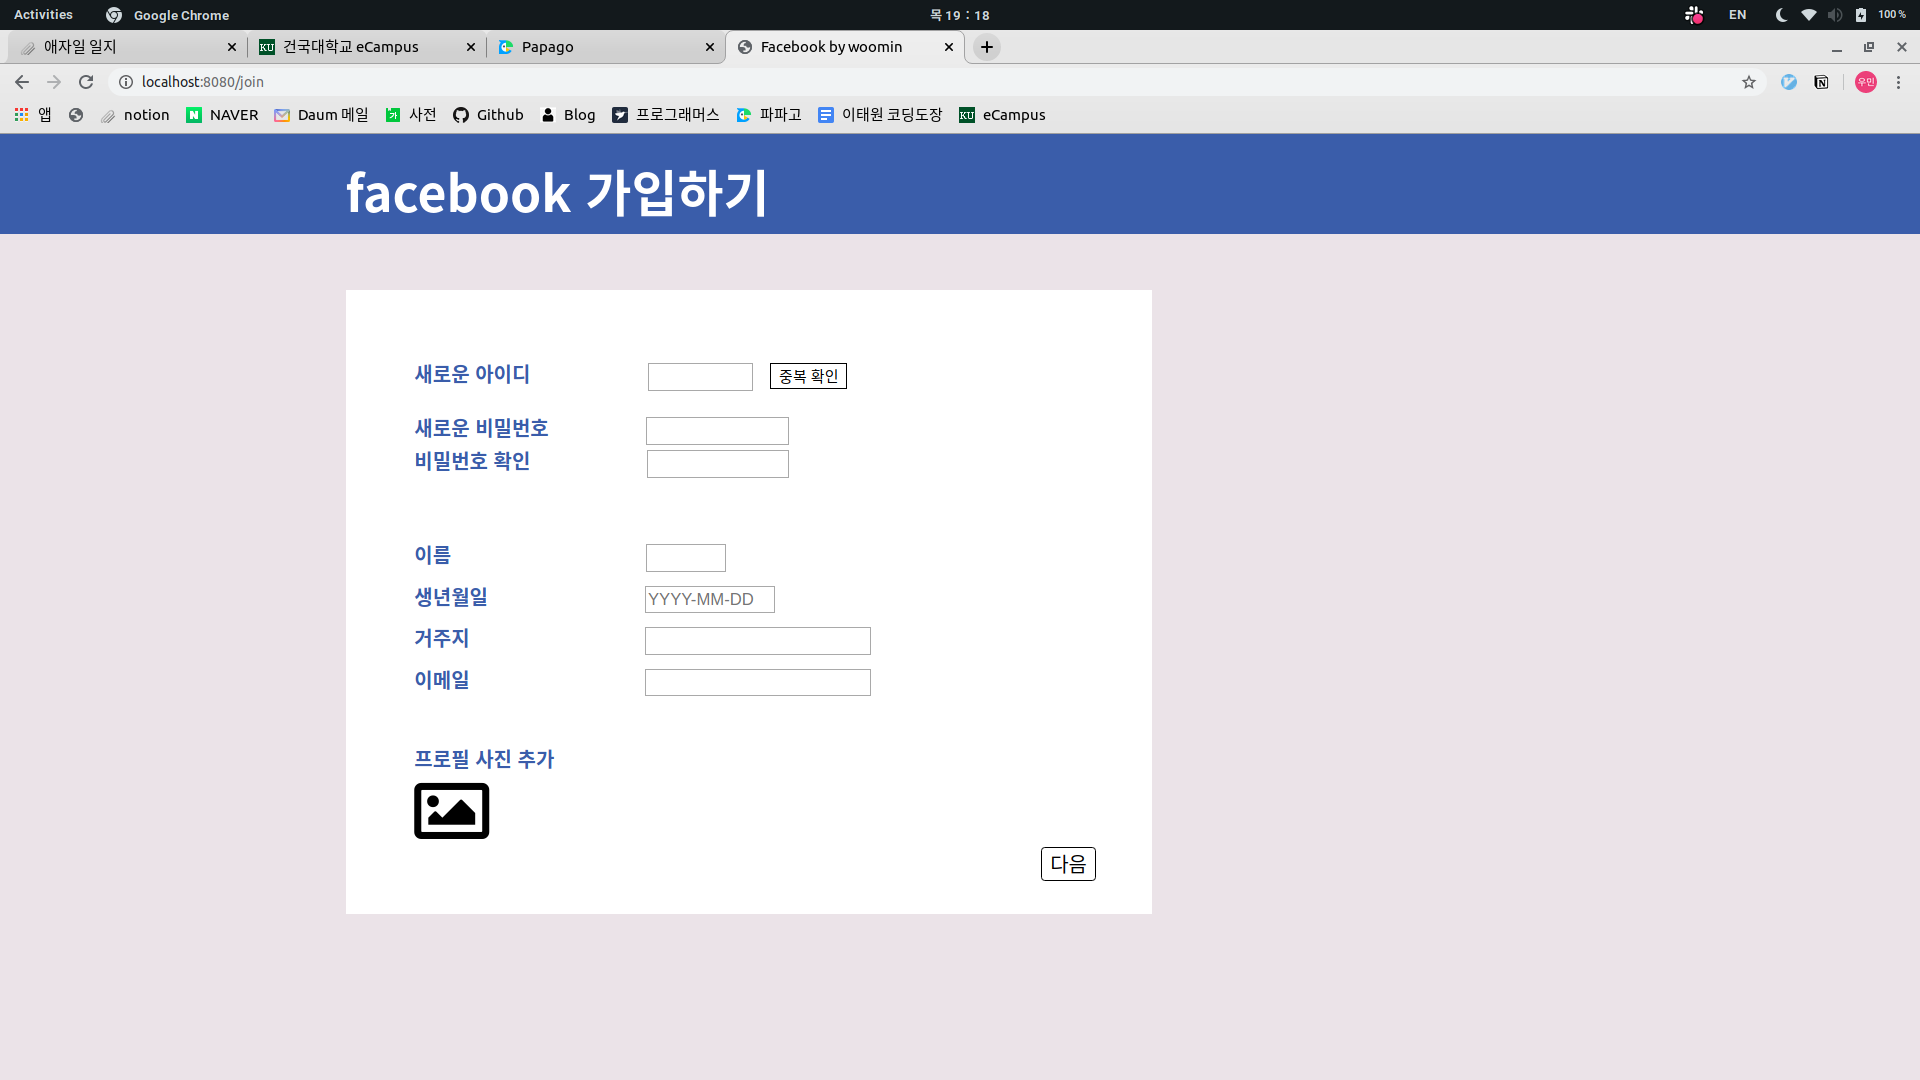 Activities Google Chrome 목 19 : 18 EN 100 %
애자일 일지 건국대학교 eCampus Papago Facebook by woomin
localhost:8080/join 우민
앱 notion NAVER Daum 메일 사전 Github Blog 프로그래머스 파파고 이태원 코딩도장 KU eCampus
facebook 가입하기
새로운 아이디 중복 확인
새로운 비밀번호
비밀번호 확인
이름
생년월일 YYYY-MM-DD
거주지
이메일
프로필 사진 추가
다음